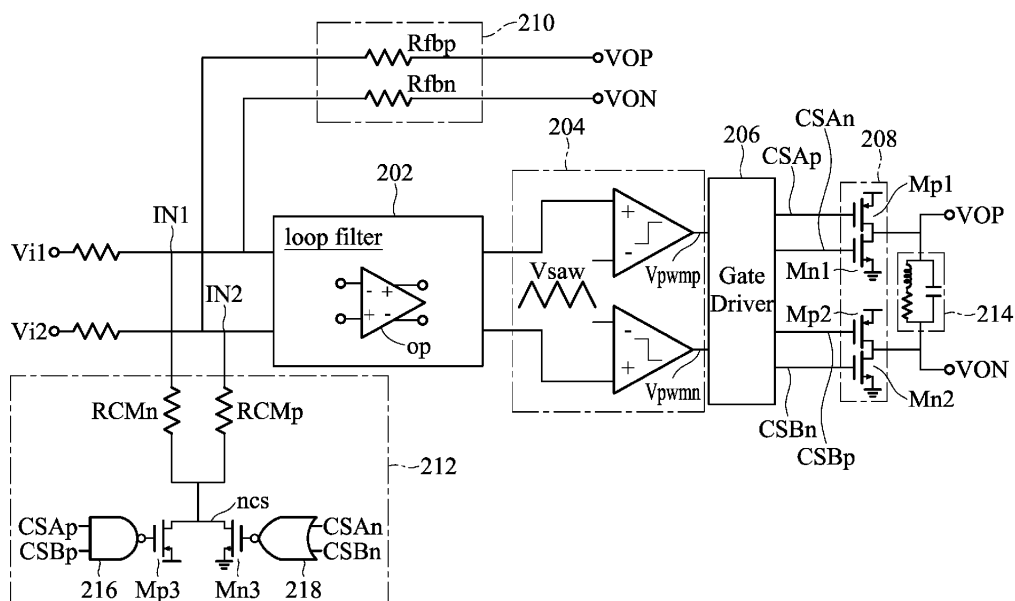 210
Rfbp
VOP
Rfbn
VON
CSAn
204
206
CSAp
208
202
Mp1
IN1
VOP
loop filter
Vi1
Vpwmp
Mn1
Vsaw
Gate
Driver
IN2
Mp2
214
Vi2
op
Vpwmn
VON
Mn2
RCMn
RCMp
CSBn
CSBp
212
ncs
CSAp
CSBp
CSAn
CSBn
216
Mp3
Mn3
218